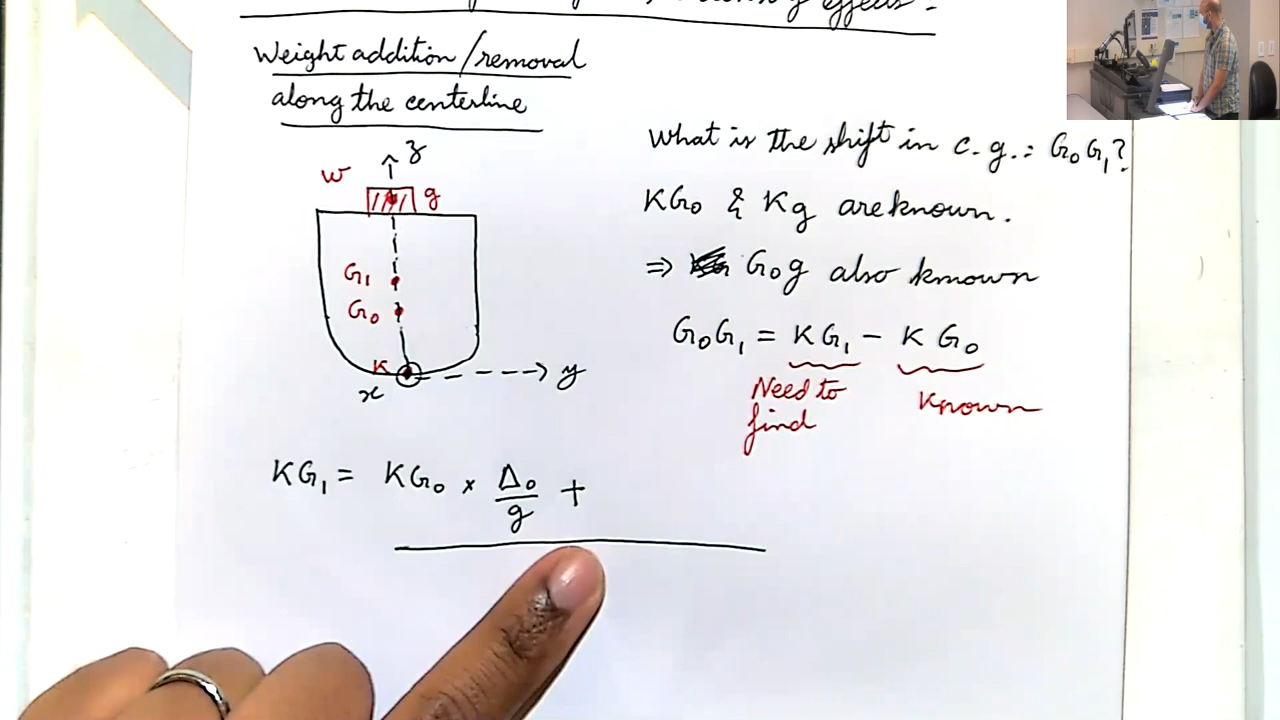 effect.
Weight addition/removal
along the centerline
What is the shift in c.g.: G₀G₁?
KG₀ & Kg are known.
⇒ G₀g also known
G₀G₁ = KG₁ - KG₀
Need to find
Known
z
w
g
G₁
G₀
K
x
y
KG₁ = KG₀ × Δ₀/g +